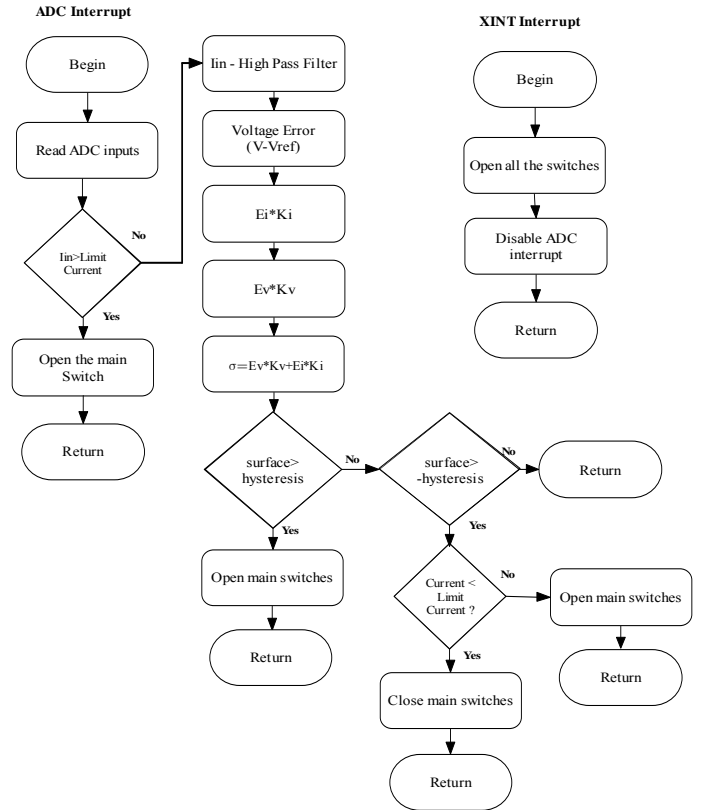 ADC Interrupt
Begin
Read ADC inputs
Iin>Limit
Current
No
Yes
Open the main
Switch
Return
Iin - High Pass Filter
Voltage Error
(V-Vref)
Ei*Ki
Ev*Kv
σ=Ev*Kv+Ei*Ki
surface>
hysteresis
No
Yes
Open main switches
Return
surface>
-hysteresis
No
Return
Yes
Current <
Limit
Current ?
No
Open main switches
Return
Yes
Close main switches
Return
XINT Interrupt
Begin
Open all the switches
Disable ADC
interrupt
Return